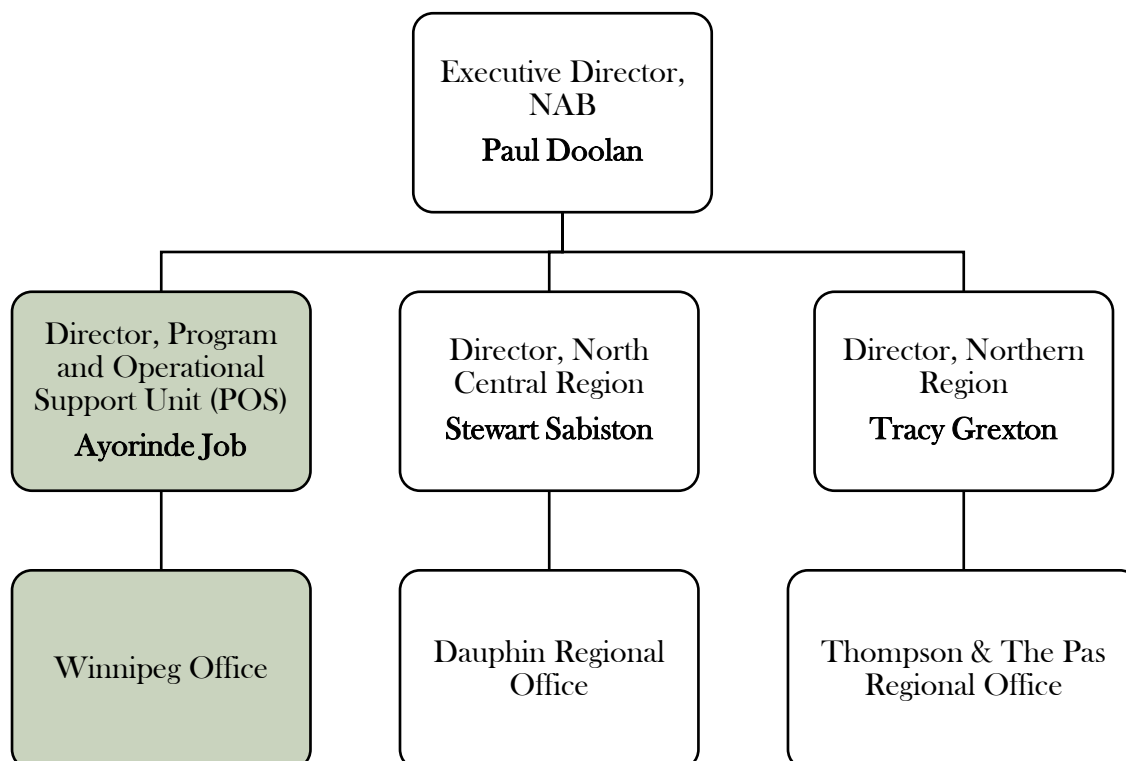 Executive Director,
NAB
Paul Doolan
Director, Program
and Operational
Support Unit (POS)
Ayorinde Job
Director, North
Central Region
Stewart Sabiston
Director, Northern
Region
Tracy Grexton
Winnipeg Office
Dauphin Regional
Office
Thompson & The Pas
Regional Office